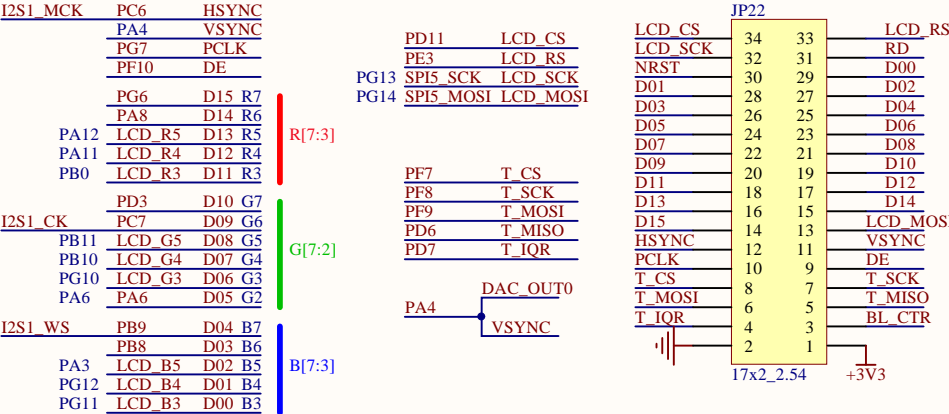 I2S1_MCK PC6 HSYNC
PA4 VSYNC
PG7 PCLK
PF10 DE
PG6 D15 R7
PA8 D14 R6
PA12 LCD_R5 D13 R5
PA11 LCD_R4 D12 R4
PB0 LCD_R3 D11 R3
R[7:3]
PD3 D10 G7
I2S1_CK PC7 D09 G6
PB11 LCD_G5 D08 G5
PB10 LCD_G4 D07 G4
PG10 LCD_G3 D06 G3
PA6 PA6 D05 G2
G[7:2]
I2S1_WS PB9 D04 B7
PB8 D03 B6
PA3 LCD_B5 D02 B5
PG12 LCD_B4 D01 B4
PG11 LCD_B3 D00 B3
B[7:3]
PD11 LCD_CS
PE3 LCD_RS
PG13 SPI5_SCK LCD_SCK
PG14 SPI5_MOSI LCD_MOSI
PF7 T_CS
PF8 T_SCK
PF9 T_MOSI
PD6 T_MISO
PD7 T_IQR
DAC_OUT0
PA4
VSYNC
JP22
LCD_CS 34 33 LCD_RS
LCD_SCK 32 31 RD
NRST 30 29 D00
D01 28 27 D02
D03 26 25 D04
D05 24 23 D06
D07 22 21 D08
D09 20 19 D10
D11 18 17 D12
D13 16 15 D14
D15 14 13 LCD_MOS
HSYNC 12 11 VSYNC
PCLK 10 9 DE
T_CS 8 7 T_SCK
T_MOSI 6 5 T_MISO
T_IQR 4 3 BL_CTR
2 1
17x2_2.54 +3V3